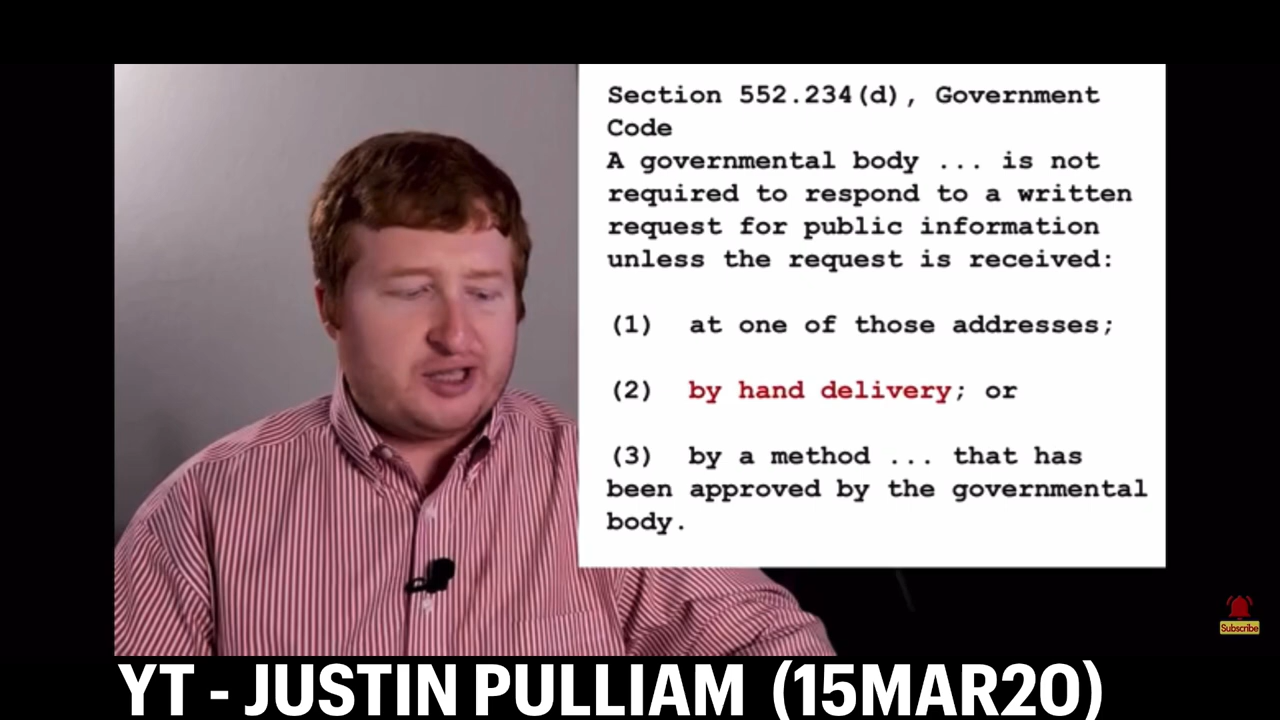 Section 552.234(d), Government
Code
A governmental body ... is not
required to respond to a written
request for public information
unless the request is received:
(1) at one of those addresses;
(2) by hand delivery; or
(3) by a method ... that has
been approved by the governmental
body.
Subscribe
YT - JUSTIN PULLIAM (15MAR20)